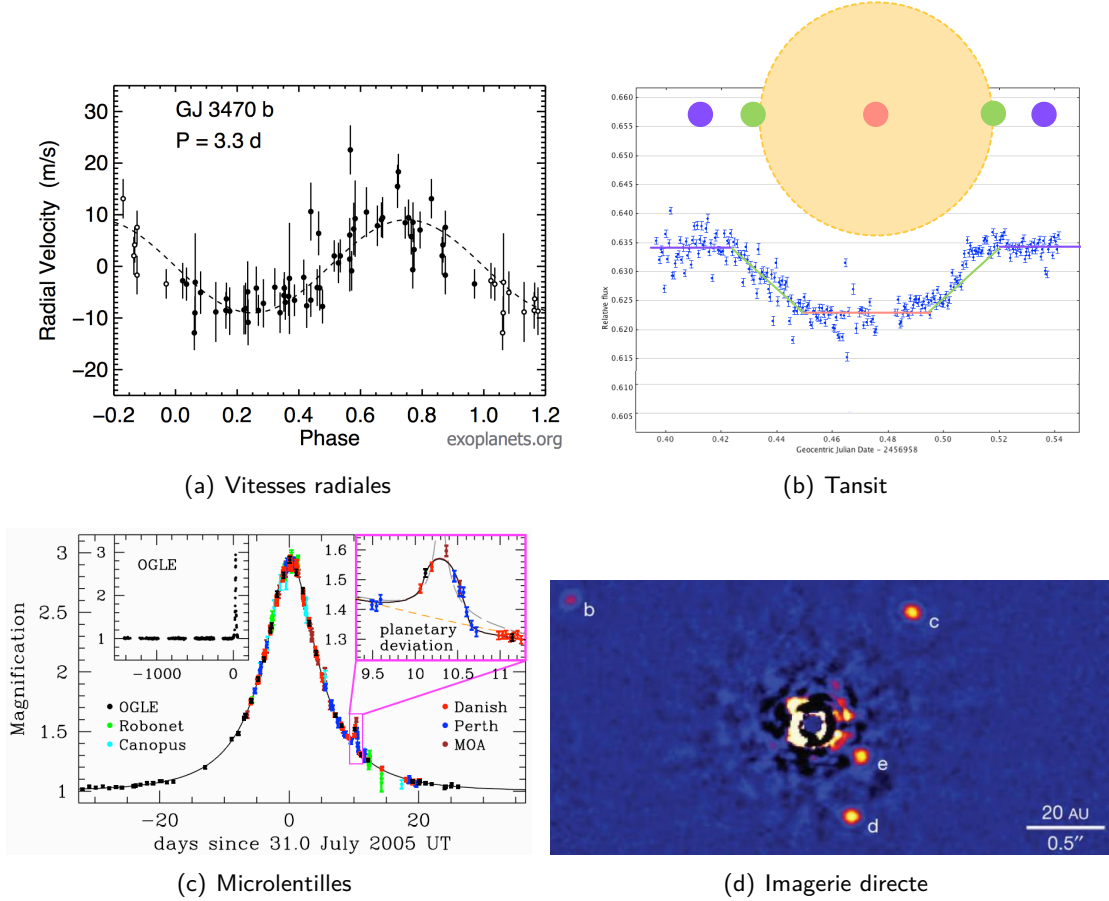 GJ 3470 b
P = 3.3 d
Radial Velocity (m/s)
30
20
10
0
−10
−20
−0.2 0.0 0.2 0.4 0.6 0.8 1.0 1.2
Phase
exoplanets.org
(a) Vitesses radiales
0.660
0.655
0.650
0.645
0.640
0.635
0.630
0.625
0.620
0.615
0.610
0.605
Relative flux
0.40 0.42 0.44 0.46 0.48 0.50 0.52 0.54
Geocentric Julian Date - 2456958
(b) Tansit
Magnification
3
2.5
2
1.5
1
3
2
1
OGLE
−1000 0
1.6
1.5
1.4
1.3
planetary
deviation
9.5 10 10.5 11
OGLE
Robonet
Canopus
Danish
Perth
MOA
−20 0 20
days since 31.0 July 2005 UT
(c) Microlentilles
b
c
e
d
20 AU
0.5″
(d) Imagerie directe